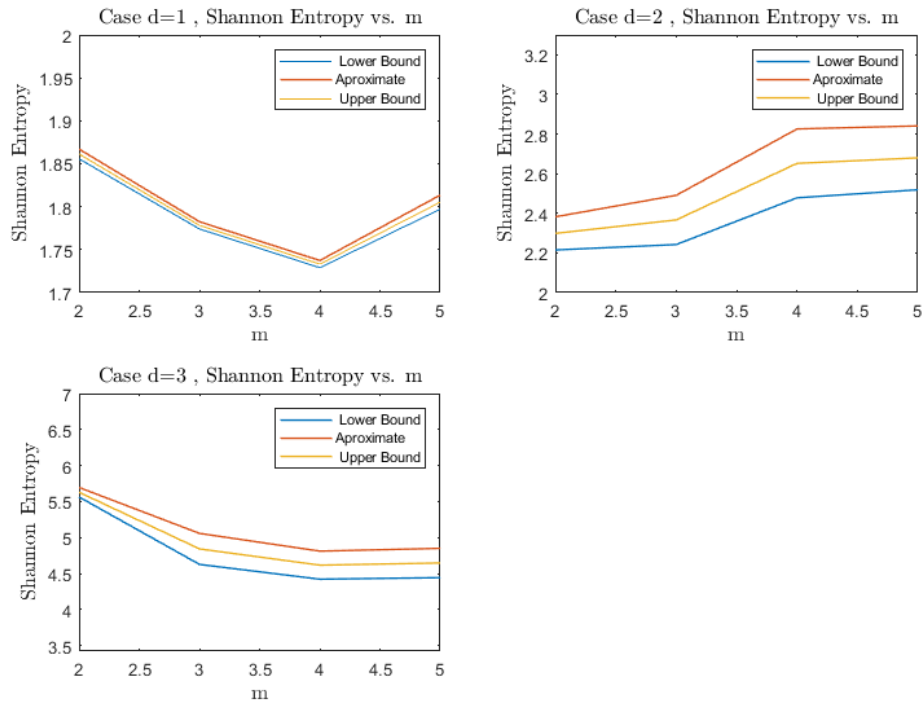 Case d=1 , Shannon Entropy vs. m
2
1.95
1.9
1.85
1.8
1.75
1.7
Shannon Entropy
Lower Bound
Aproximate
Upper Bound
2 2.5 3 3.5 4 4.5 5
m
Case d=2 , Shannon Entropy vs. m
3.2
3
2.8
2.6
2.4
2.2
2
Shannon Entropy
Lower Bound
Aproximate
Upper Bound
2 2.5 3 3.5 4 4.5 5
m
Case d=3 , Shannon Entropy vs. m
7
6.5
6
5.5
5
4.5
4
3.5
Shannon Entropy
Lower Bound
Aproximate
Upper Bound
2 2.5 3 3.5 4 4.5 5
m